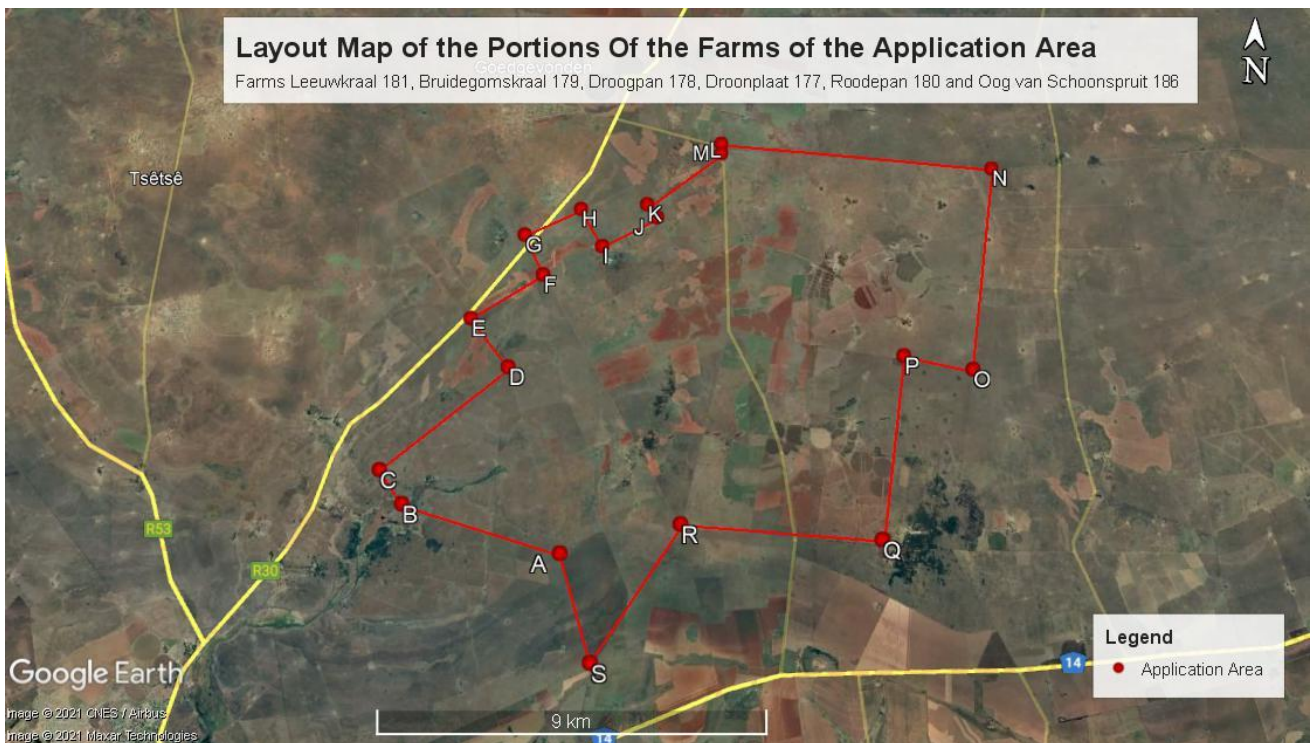 Layout Map of the Portions Of the Farms of the Application Area
Farms Leeuwkraal 181, Bruidegomskraal 179, Droogpan 178, Droonplaat 177, Roodepan 180 and Oog van Schoonspruit 186
N
Goedgevonden
Tsêtsê
M
L
N
H
K
J
G
I
F
E
P
O
D
C
B
R53
R
Q
A
R30
S
Legend
Application Area
14
Google Earth
9 km
Image © 2021 CNES / Airbus
Image © 2021 Maxar Technologies
14